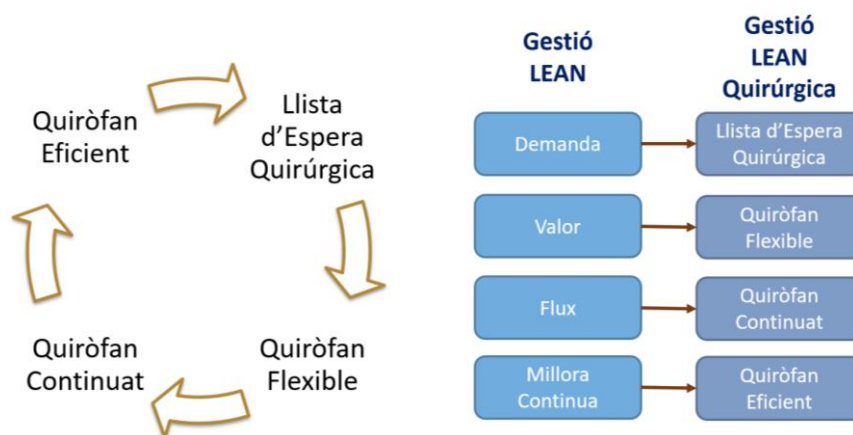 Quiròfan
Eficient
Llista
d'Espera
Quirúrgica
Quiròfan
Continuat
Quiròfan
Flexible
Gestió
LEAN
Gestió
LEAN
Quirúrgica
Demanda
Llista d'Espera
Quirúrgica
Valor
Quiròfan
Flexible
Flux
Quiròfan
Continuat
Millora
Continua
Quiròfan
Eficient